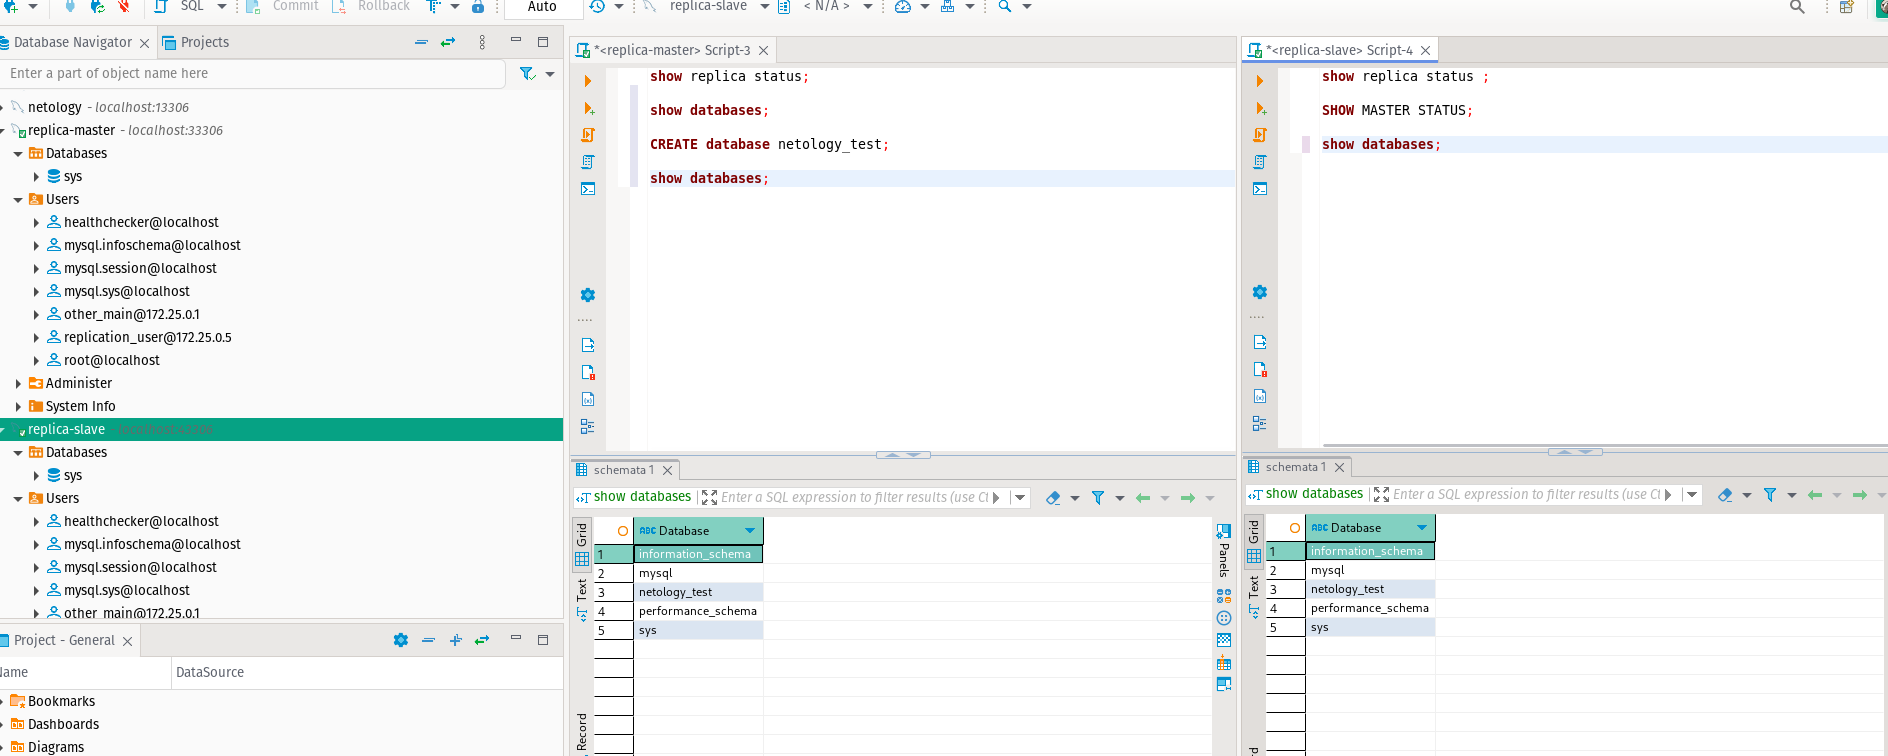 SQL
Commit
Rollback
Auto
replica-slave
< N/A >
Database Navigator
Projects
Enter a part of object name here
netology - localhost:13306
replica-master - localhost:33306
Databases
sys
Users
healthchecker@localhost
mysql.infoschema@localhost
mysql.session@localhost
mysql.sys@localhost
other_main@172.25.0.1
replication_user@172.25.0.5
root@localhost
Administer
System Info
replica-slave
Databases
sys
Users
healthchecker@localhost
mysql.infoschema@localhost
mysql.session@localhost
mysql.sys@localhost
other_main@172.25.0.1
Project - General
Name
DataSource
Bookmarks
Dashboards
Diagrams
*<replica-master> Script-3
show replica status;
show databases;
CREATE database netology_test;
show databases;
schemata 1
show databases
Enter a SQL expression to filter results (use Ct
Grid
Text
Record
Panels
Database
1 information_schema
2 mysql
3 netology_test
4 performance_schema
5 sys
*<replica-slave> Script-4
show replica status ;
SHOW MASTER STATUS;
show databases;
schemata 1
show databases
Enter a SQL expression to filter results (use Ct
Grid
Text
Database
1 information_schema
2 mysql
3 netology_test
4 performance_schema
5 sys